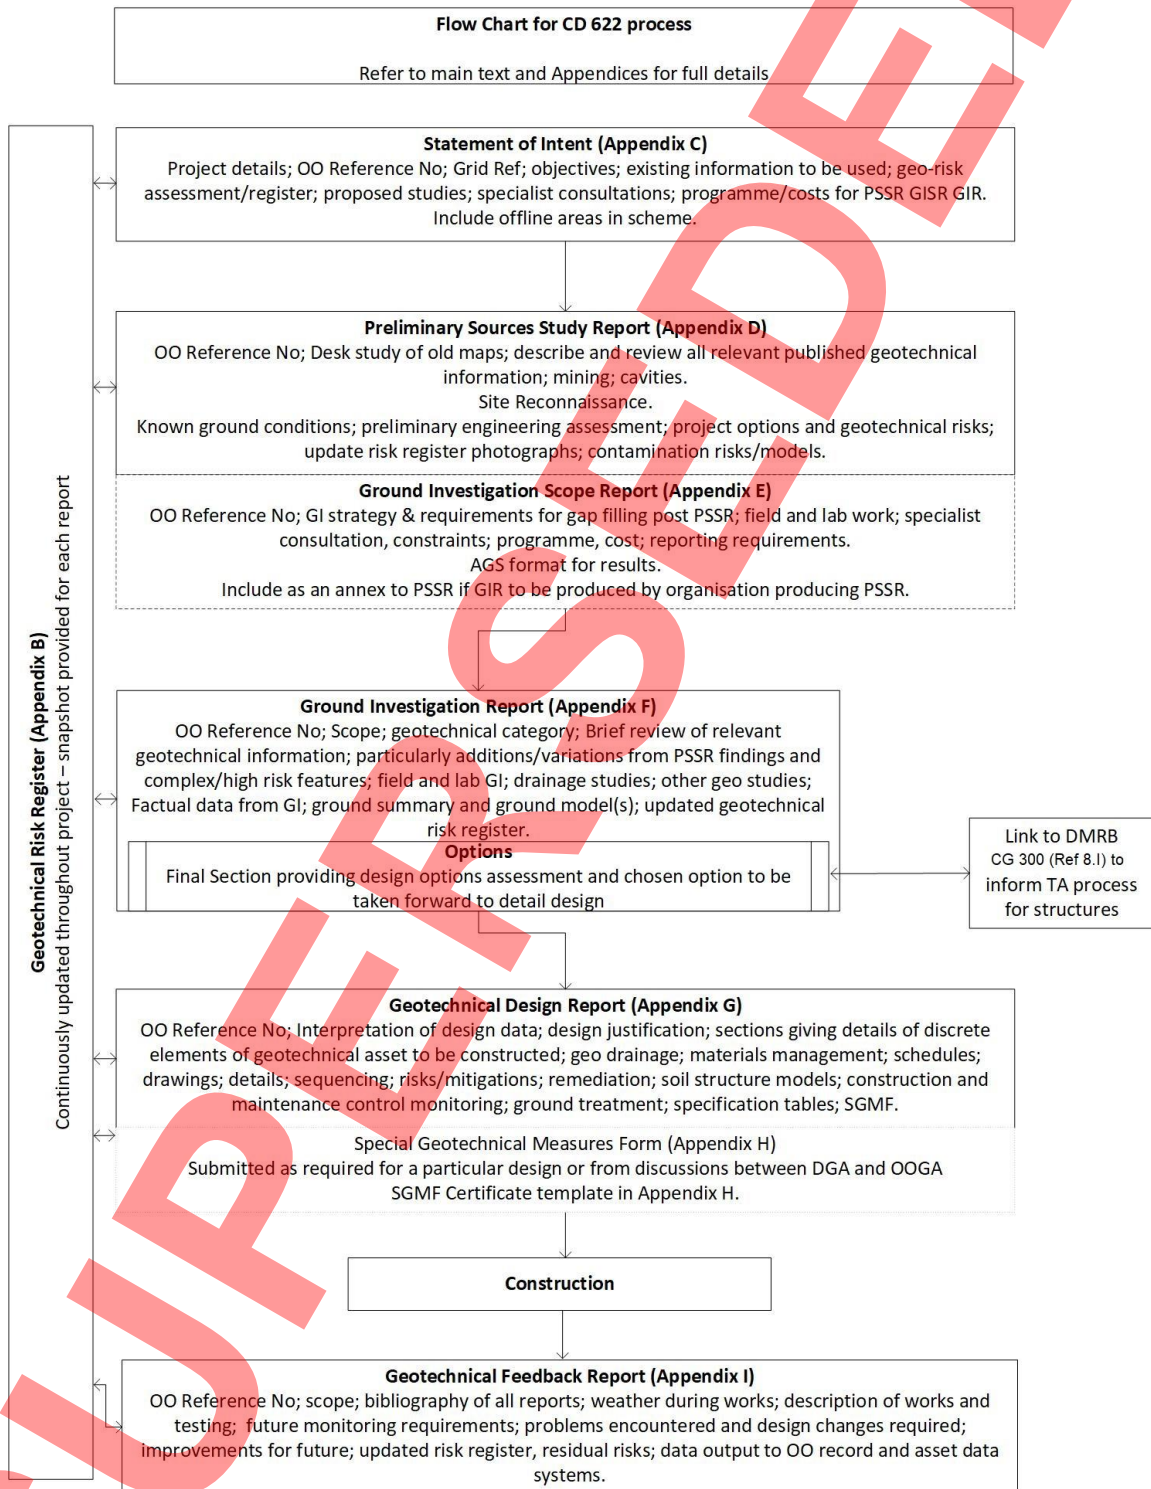 Flow Chart for CD 622 process
Refer to main text and Appendices for full details
Geotechnical Risk Register (Appendix B)
Continuously updated throughout project – snapshot provided for each report
Statement of Intent (Appendix C)
Project details; OO Reference No; Grid Ref; objectives; existing information to be used; geo-risk
assessment/register; proposed studies; specialist consultations; programme/costs for PSSR GISR GIR.
Include offline areas in scheme.
Preliminary Sources Study Report (Appendix D)
OO Reference No; Desk study of old maps; describe and review all relevant published geotechnical
information; mining; cavities.
Site Reconnaissance.
Known ground conditions; preliminary engineering assessment; project options and geotechnical risks;
update risk register photographs; contamination risks/models.
Ground Investigation Scope Report (Appendix E)
OO Reference No; GI strategy & requirements for gap filling post PSSR; field and lab work; specialist
consultation, constraints; programme, cost; reporting requirements.
AGS format for results.
Include as an annex to PSSR if GIR to be produced by organisation producing PSSR.
Ground Investigation Report (Appendix F)
OO Reference No; Scope; geotechnical category; Brief review of relevant
geotechnical information; particularly additions/variations from PSSR findings and
complex/high risk features; field and lab GI; drainage studies; other geo studies;
Factual data from GI; ground summary and ground model(s); updated geotechnical
risk register.
Options
Final Section providing design options assessment and chosen option to be
taken forward to detail design
Link to DMRB
CG 300 (Ref 8.I) to
inform TA process
for structures
Geotechnical Design Report (Appendix G)
OO Reference No; Interpretation of design data; design justification; sections giving details of discrete
elements of geotechnical asset to be constructed; geo drainage; materials management; schedules;
drawings; details; sequencing; risks/mitigations; remediation; soil structure models; construction and
maintenance control monitoring; ground treatment; specification tables; SGMF.
Special Geotechnical Measures Form (Appendix H)
Submitted as required for a particular design or from discussions between DGA and OOGA
SGMF Certificate template in Appendix H.
Construction
Geotechnical Feedback Report (Appendix I)
OO Reference No; scope; bibliography of all reports; weather during works; description of works and
testing; future monitoring requirements; problems encountered and design changes required;
improvements for future; updated risk register, residual risks; data output to OO record and asset data
systems.
UPERSEDE